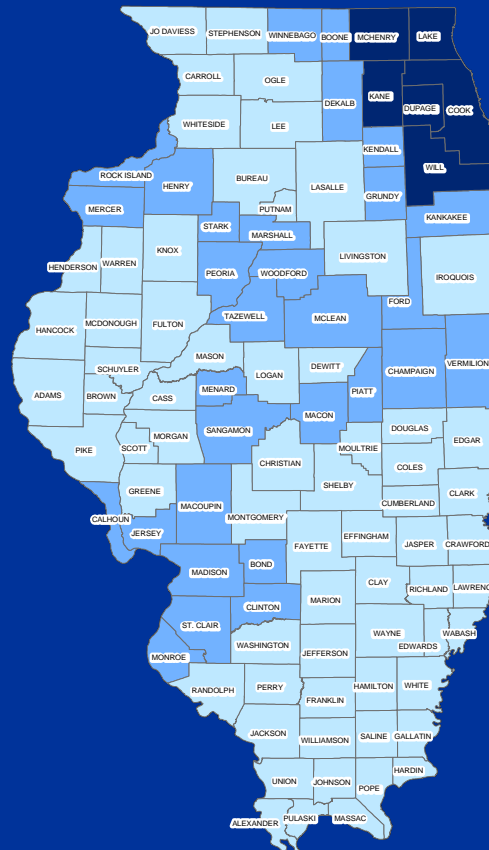 JO DAVIESS
STEPHENSON
WINNEBAGO
BOONE
MCHENRY
LAKE
CARROLL
OGLE
DEKALB
KANE
DUPAGE
COOK
WHITESIDE
LEE
KENDALL
WILL
ROCK ISLAND
HENRY
BUREAU
LASALLE
GRUNDY
MERCER
PUTNAM
KANKAKEE
STARK
MARSHALL
KNOX
LIVINGSTON
HENDERSON
WARREN
PEORIA
WOODFORD
IROQUOIS
FORD
TAZEWELL
MCLEAN
HANCOCK
MCDONOUGH
FULTON
MASON
SCHUYLER
LOGAN
DEWITT
CHAMPAIGN
VERMILION
ADAMS
BROWN
CASS
MENARD
PIATT
MACON
SANGAMON
DOUGLAS
MORGAN
SCOTT
PIKE
MOULTRIE
EDGAR
CHRISTIAN
COLES
SHELBY
GREENE
CLARK
MACOUPIN
CUMBERLAND
CALHOUN
MONTGOMERY
JERSEY
EFFINGHAM
FAYETTE
JASPER
CRAWFORD
BOND
MADISON
CLAY
RICHLAND
LAWRENC
MARION
CLINTON
ST. CLAIR
WAYNE
WABASH
EDWARDS
WASHINGTON
JEFFERSON
MONROE
RANDOLPH
PERRY
HAMILTON
WHITE
FRANKLIN
JACKSON
WILLIAMSON
SALINE
GALLATIN
HARDIN
UNION
JOHNSON
POPE
ALEXANDER
PULASKI
MASSAC